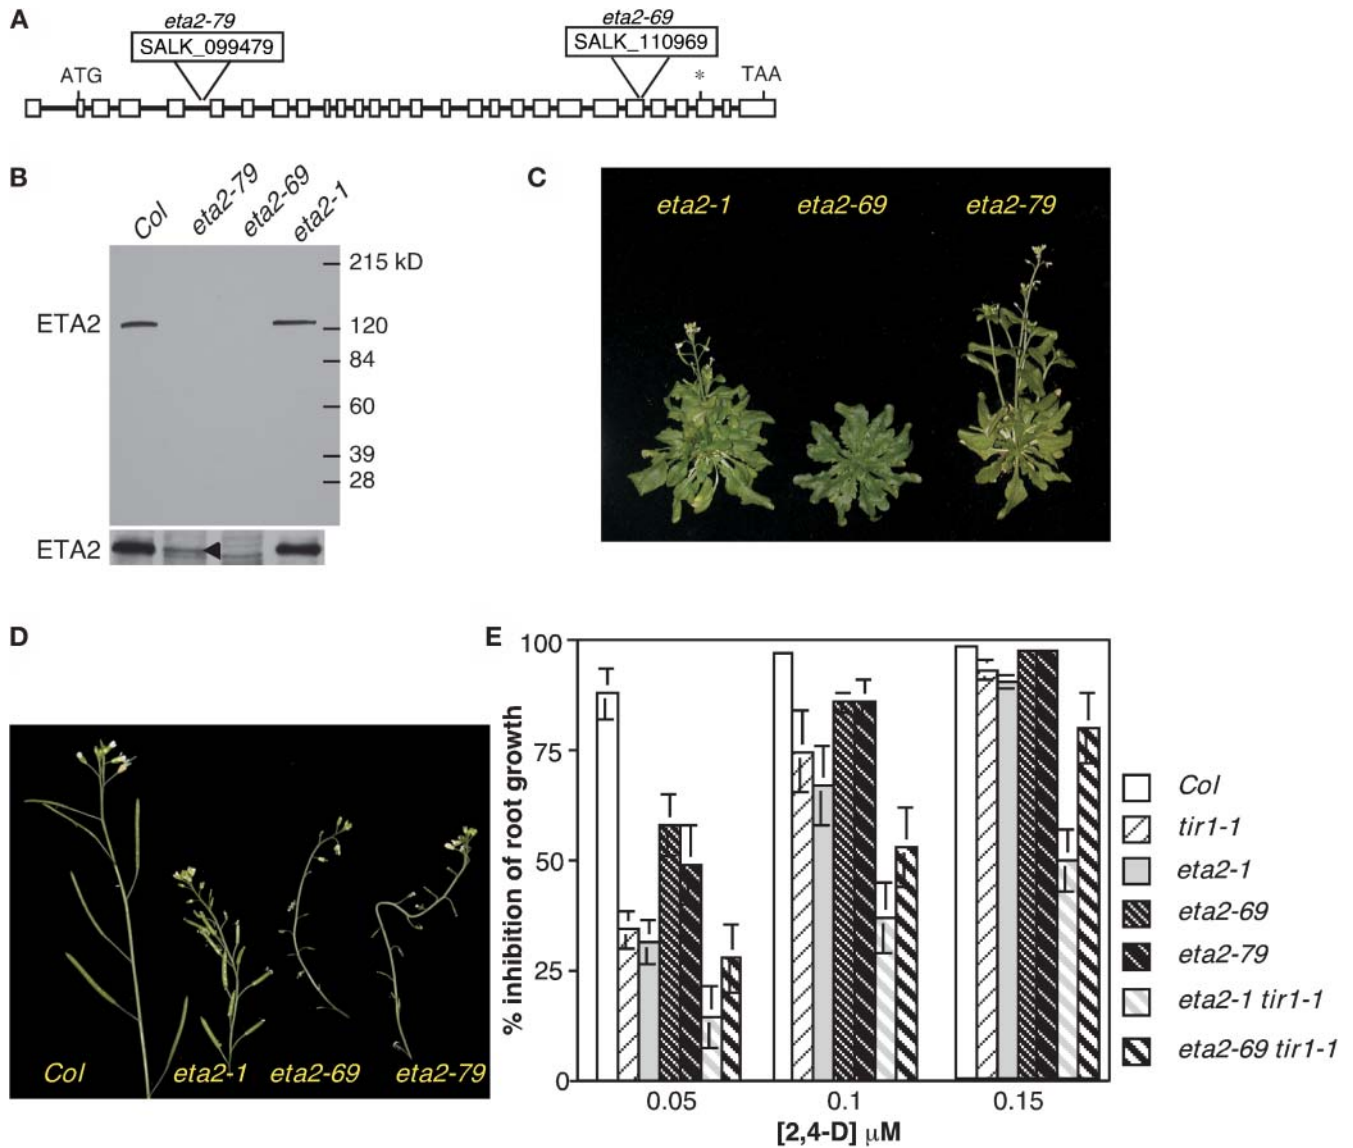 A
eta2-79
SALK_099479
eta2-69
SALK_110969
ATG
*
TAA
B
Col
eta2-79
eta2-69
eta2-1
ETA2
215 kD
120
84
60
39
28
ETA2
C
eta2-1
eta2-69
eta2-79
D
Col
eta2-1
eta2-69
eta2-79
E
% inhibition of root growth
100
75
50
25
0
0.05
0.1
0.15
[2,4-D] μM
Col
tir1-1
eta2-1
eta2-69
eta2-79
eta2-1 tir1-1
eta2-69 tir1-1